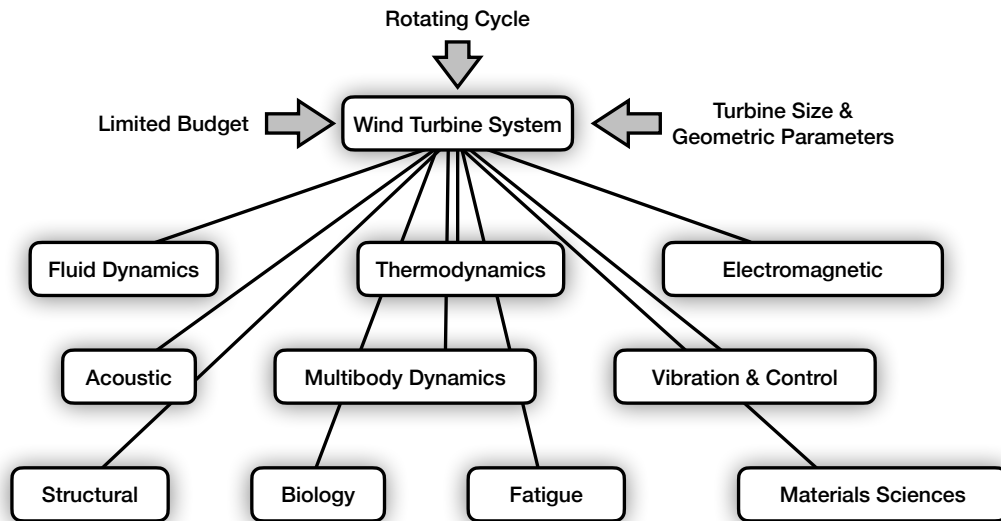 Rotating Cycle
Limited Budget
Wind Turbine System
Turbine Size &
Geometric Parameters
Fluid Dynamics
Thermodynamics
Electromagnetic
Acoustic
Multibody Dynamics
Vibration & Control
Structural
Biology
Fatigue
Materials Sciences